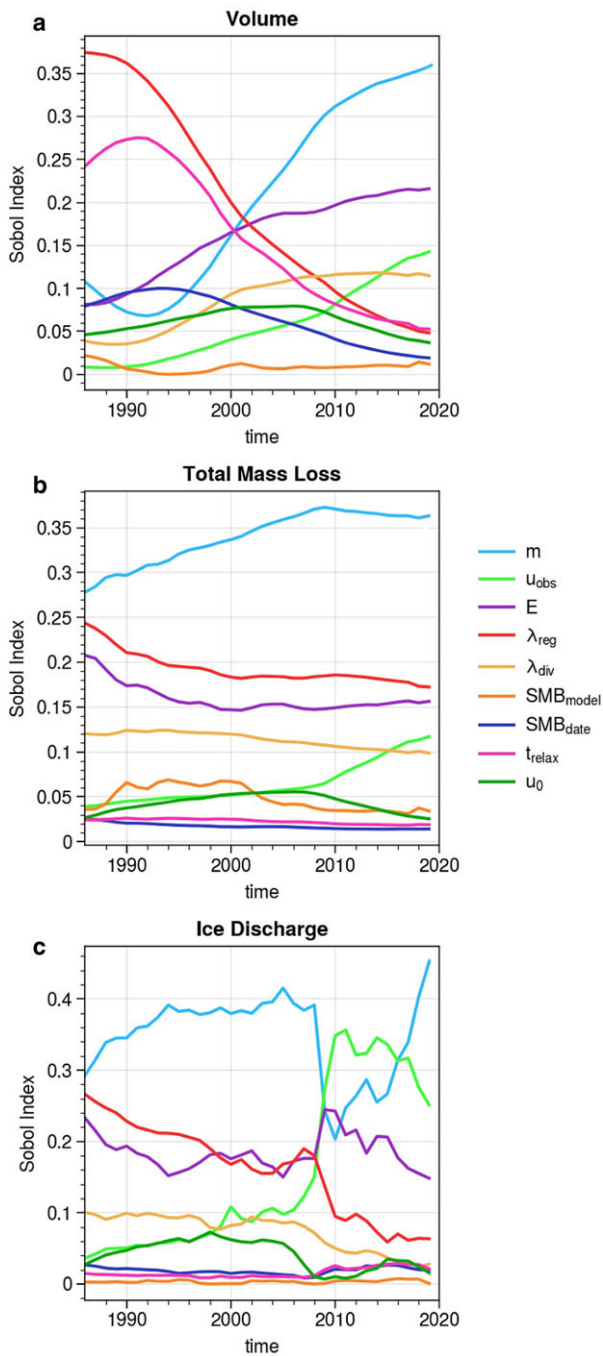 a
Volume
Sobol Index
0.35
0.3
0.25
0.2
0.15
0.1
0.05
0
1990 2000 2010 2020
time
b
Total Mass Loss
Sobol Index
0.35
0.3
0.25
0.2
0.15
0.1
0.05
0
1990 2000 2010 2020
time
m
u_obs
E
λ_reg
λ_div
SMB_model
SMB_date
t_relax
u_0
c
Ice Discharge
Sobol Index
0.4
0.3
0.2
0.1
0
1990 2000 2010 2020
time